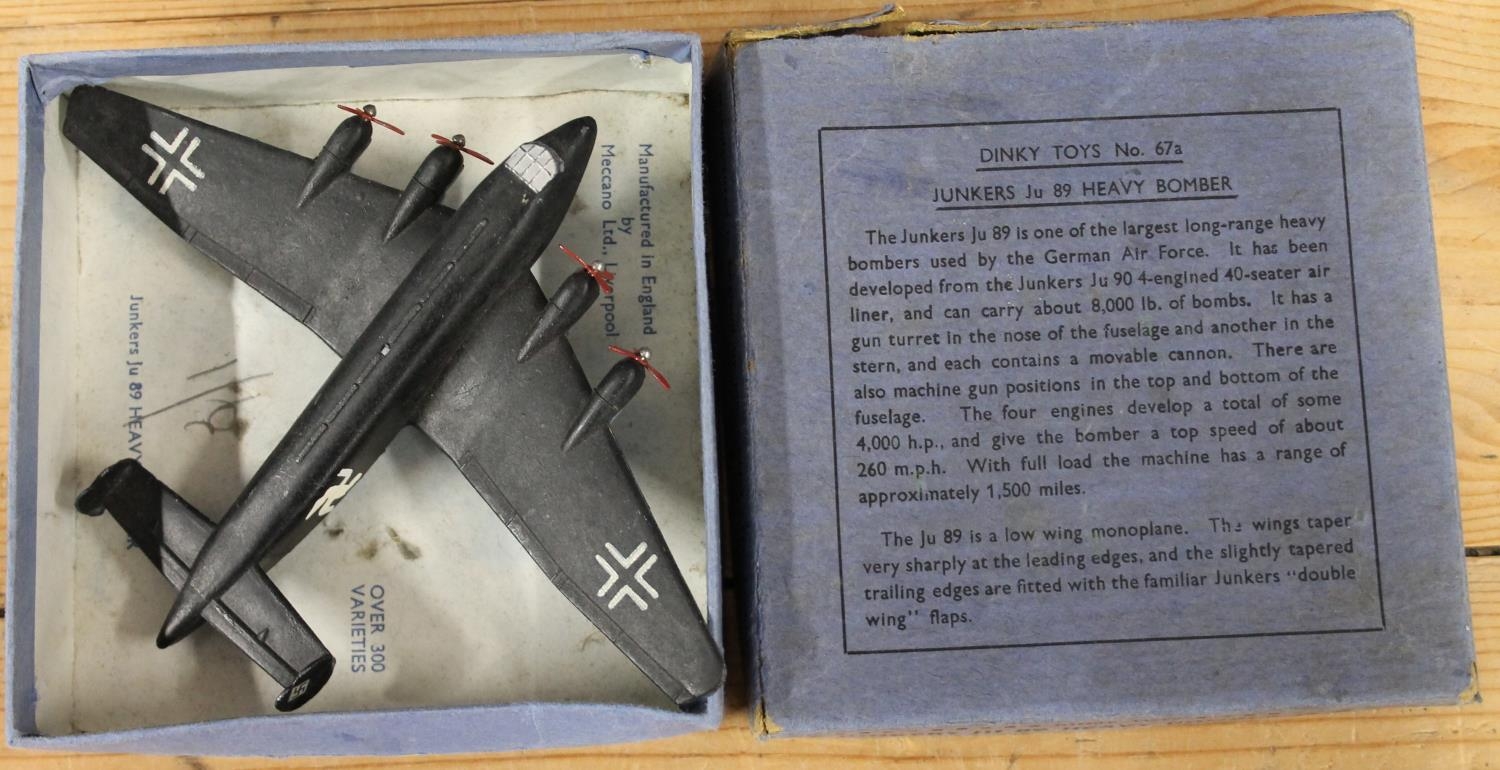 Manufactured in England
by
Meccano Ltd., Liverpool
Junkers Ju 89 HEAVY
OVER 300
VARIETIES
DINKY TOYS No. 67a
JUNKERS Ju 89 HEAVY BOMBER
The Junkers Ju 89 is one of the largest long-range heavy
bombers used by the German Air Force. It has been
developed from the Junkers Ju 90 4-engined 40-seater air
liner, and can carry about 8,000 lb. of bombs. It has a
gun turret in the nose of the fuselage and another in the
stern, and each contains a movable cannon. There are
also machine gun positions in the top and bottom of the
fuselage. The four engines develop a total of some
4,000 h.p., and give the bomber a top speed of about
260 m.p.h. With full load the machine has a range of
approximately 1,500 miles.
The Ju 89 is a low wing monoplane. The wings taper
very sharply at the leading edges, and the slightly tapered
trailing edges are fitted with the familiar Junkers "double
wing" flaps.